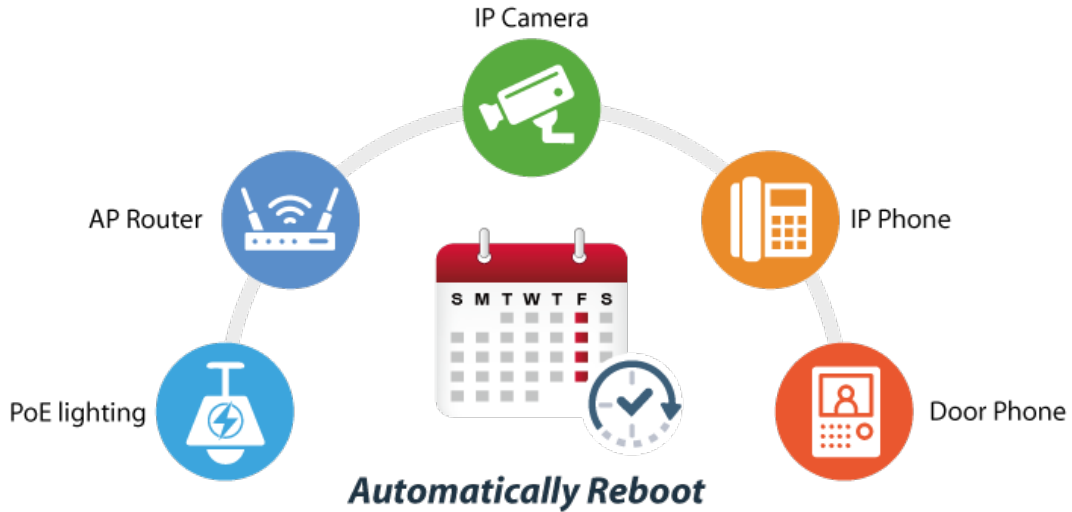 IP Camera
AP Router
IP Phone
S M T W T F S
PoE lighting
Door Phone
Automatically Reboot